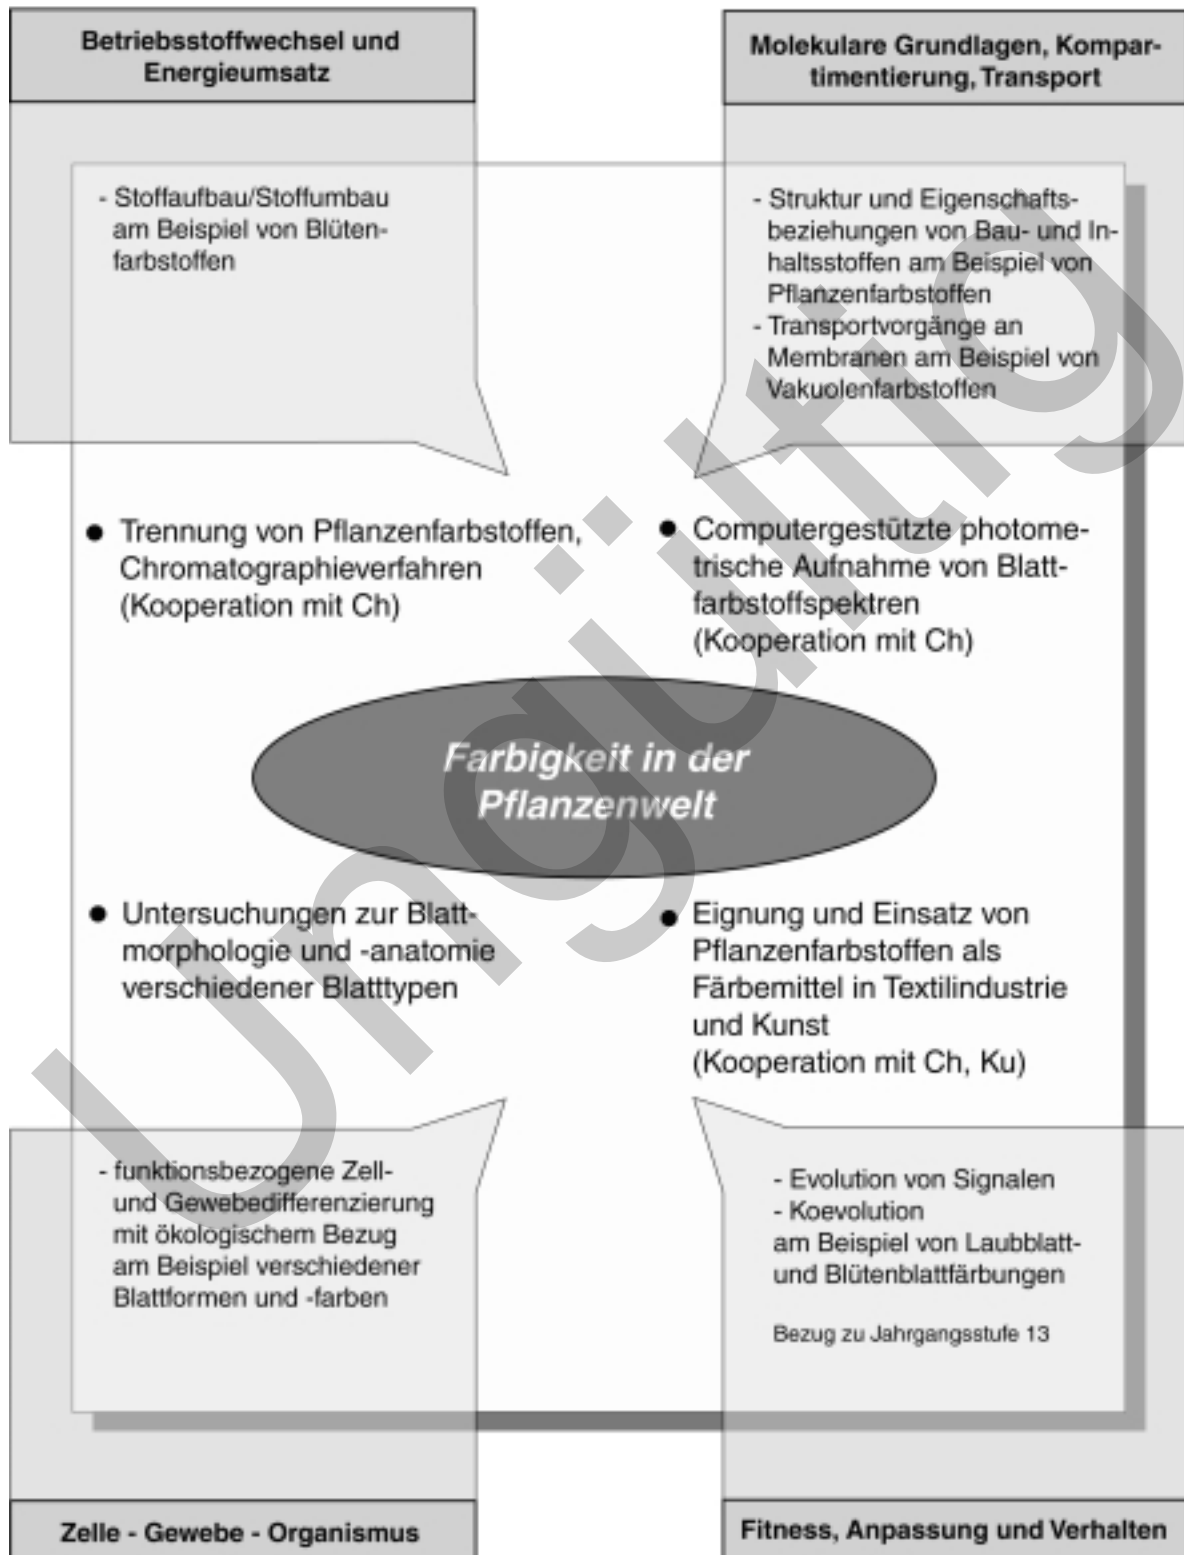 Betriebsstoffwechsel und
Energieumsatz
Molekulare Grundlagen, Kompar-
timentierung, Transport
- Stoffaufbau/Stoffumbau
am Beispiel von Blüten-
farbstoffen
- Struktur und Eigenschafts-
beziehungen von Bau- und In-
haltsstoffen am Beispiel von
Pflanzenfarbstoffen
- Transportvorgänge an
Membranen am Beispiel von
Vakuolenfarbstoffen
● Trennung von Pflanzenfarbstoffen,
Chromatographieverfahren
(Kooperation mit Ch)
● Computergestützte photome-
trische Aufnahme von Blatt-
farbstoffspektren
(Kooperation mit Ch)
Farbigkeit in der
Pflanzenwelt
● Untersuchungen zur Blatt-
morphologie und -anatomie
verschiedener Blatttypen
● Eignung und Einsatz von
Pflanzenfarbstoffen als
Färbemittel in Textilindustrie
und Kunst
(Kooperation mit Ch, Ku)
- funktionsbezogene Zell-
und Gewebedifferenzierung
mit ökologischem Bezug
am Beispiel verschiedener
Blattformen und -farben
- Evolution von Signalen
- Koevolution
am Beispiel von Laubblatt-
und Blütenblattfärbungen
Bezug zu Jahrgangsstufe 13
Zelle - Gewebe - Organismus
Fitness, Anpassung und Verhalten
Ungültig